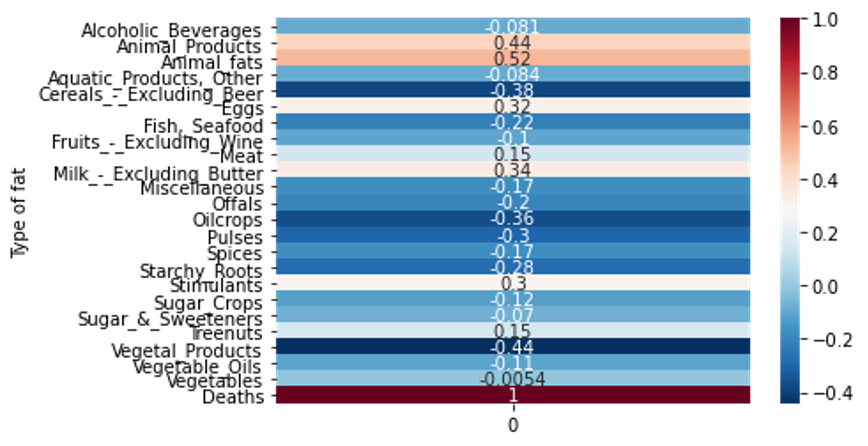 Type of fat
Alcoholic_Beverages -0.081
Animal_Products 0.44
Animal_fats 0.52
Aquatic_Products,_Other -0.084
Cereals_-_Excluding_Beer -0.38
Eggs 0.32
Fish,_Seafood -0.22
Fruits_-_Excluding_Wine -0.1
Meat 0.15
Milk_-_Excluding_Butter 0.34
Miscellaneous -0.17
Offals -0.2
Oilcrops -0.36
Pulses -0.3
Spices -0.17
Starchy_Roots -0.28
Stimulants 0.3
Sugar_Crops -0.12
Sugar_&_Sweeteners -0.07
Treenuts 0.15
Vegetal_Products -0.44
Vegetable_Oils -0.11
Vegetables -0.0054
Deaths 1
0
1.0
0.8
0.6
0.4
0.2
0.0
−0.2
−0.4